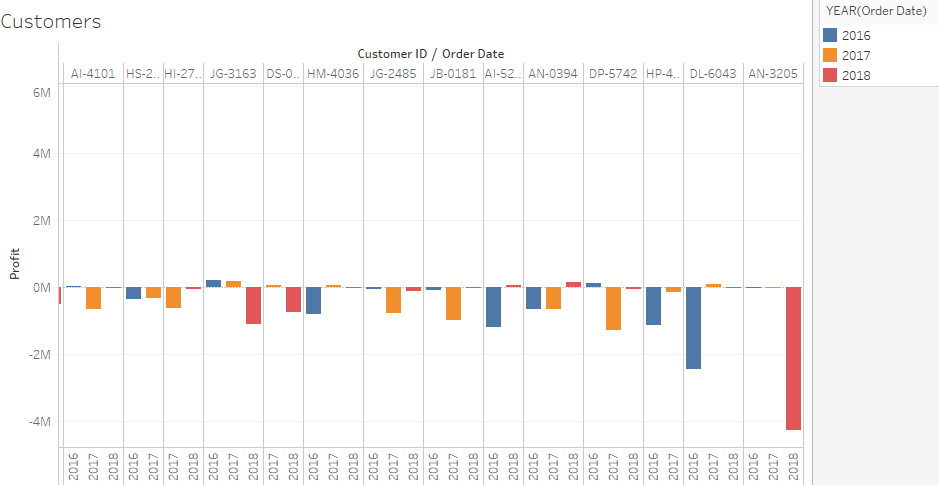 Customers
Customer ID / Order Date
AI-4101 HS-2.. HI-27.. JG-3163 DS-0.. HM-4036 JG-2485 JB-0181 AI-52.. AN-0394 DP-5742 HP-4.. DL-6043 AN-3205
6M
4M
2M
0M
-2M
-4M
Profit
2016 2017 2018 2016 2017 2017 2018 2016 2017 2018 2017 2018 2016 2017 2018 2016 2017 2018 2016 2017 2018 2016 2018 2016 2017 2018 2016 2017 2018 2016 2017 2016 2017 2018 2016 2017 2018
YEAR(Order Date)
2016
2017
2018